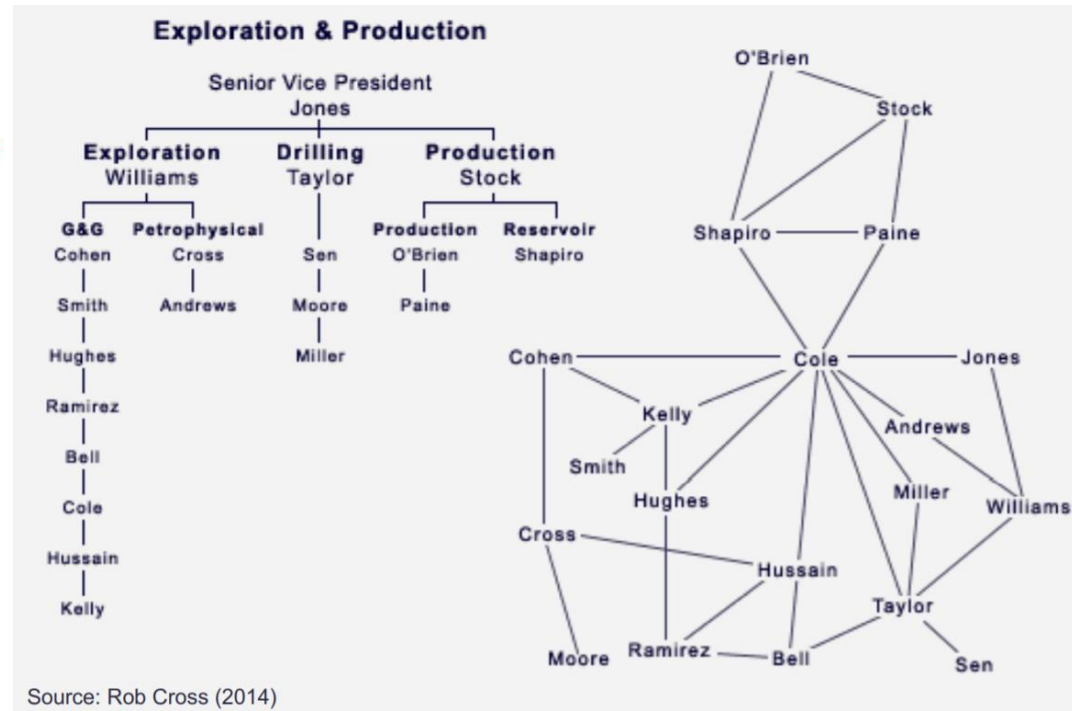 Exploration & Production
Senior Vice President
Jones
Exploration
Williams
Drilling
Taylor
Production
Stock
G&G
Cohen
Smith
Hughes
Ramirez
Bell
Cole
Hussain
Kelly
Petrophysical
Cross
Andrews
Sen
Moore
Miller
Production
O'Brien
Paine
Reservoir
Shapiro
O'Brien
Stock
Shapiro
Paine
Cohen
Cole
Jones
Kelly
Andrews
Smith
Hughes
Miller
Williams
Cross
Hussain
Taylor
Moore
Ramirez
Bell
Sen
Source: Rob Cross (2014)